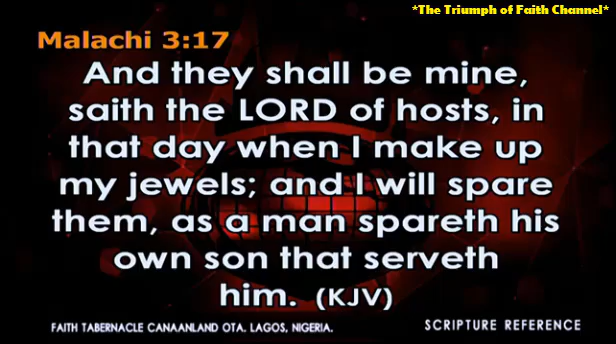 *The Triumph of Faith Channel*
Malachi 3:17
And they shall be mine,
saith the LORD of hosts, in
that day when I make up
my jewels; and I will spare
them, as a man spareth his
own son that serveth
him. (KJV)
FAITH TABERNACLE CANAANLAND OTA. LAGOS, NIGERIA.
SCRIPTURE REFERENCE